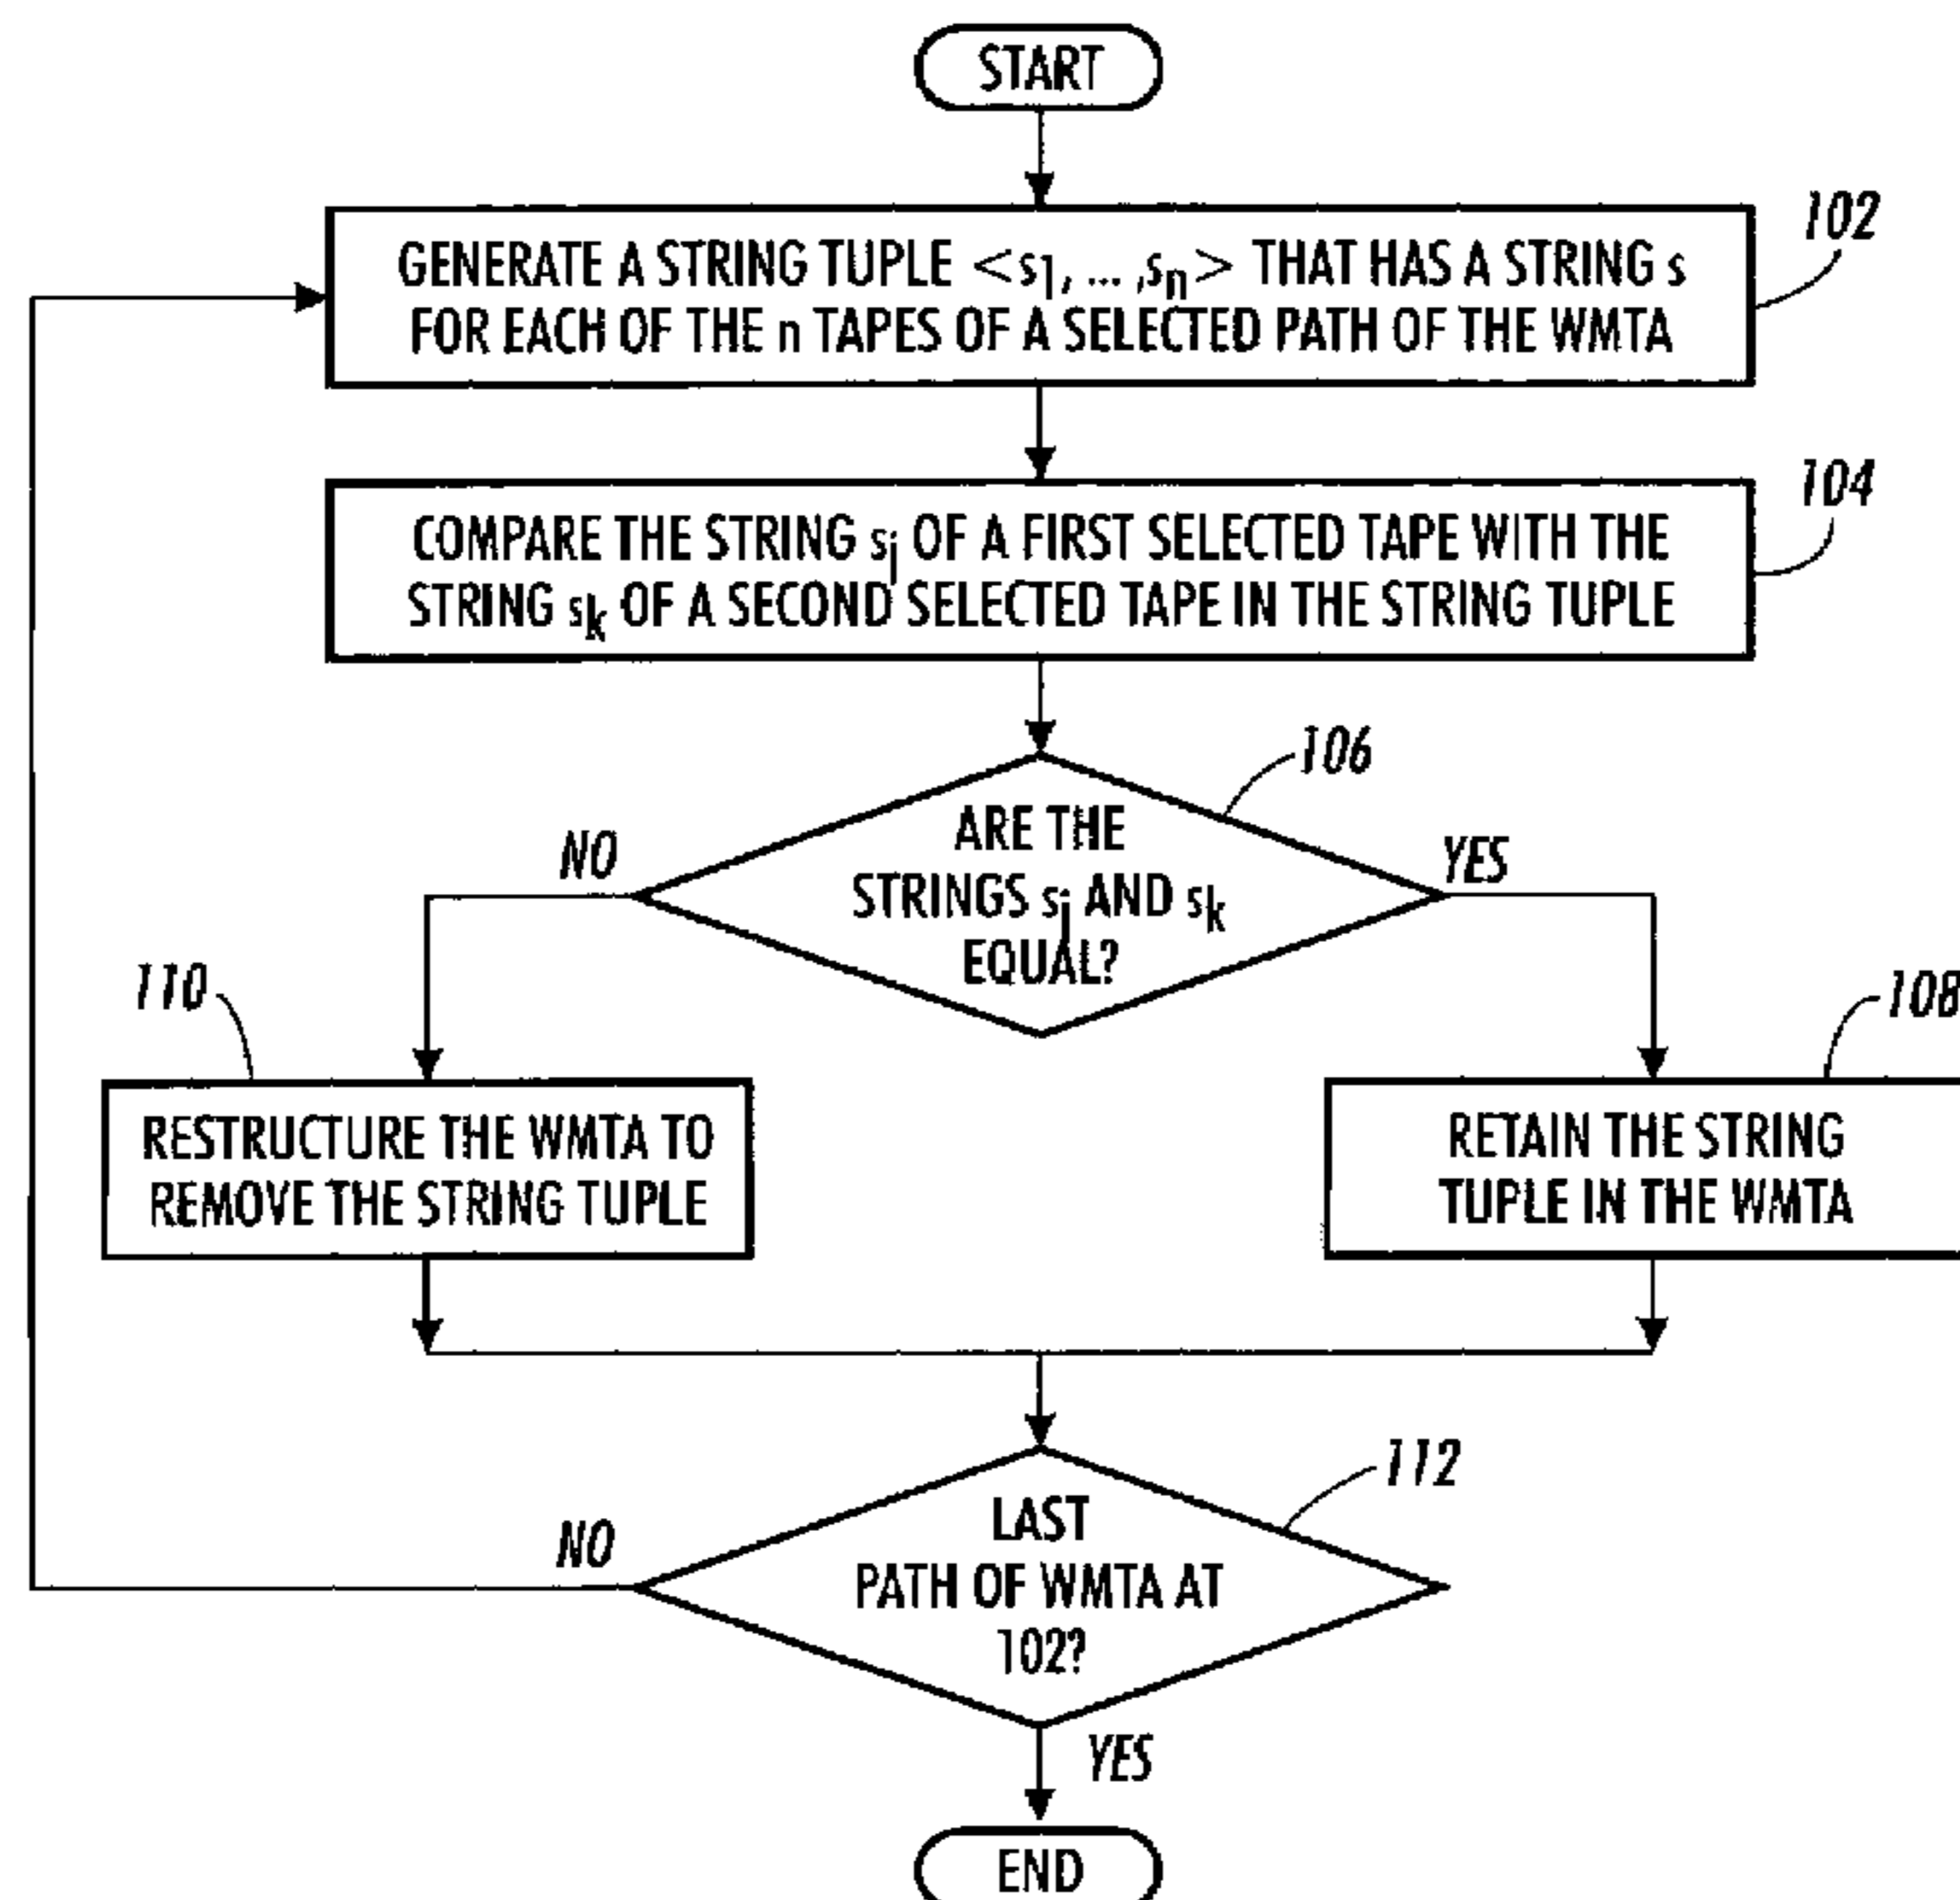 START
102
GENERATE A STRING TUPLE <s1, ... ,sn> THAT HAS A STRING s
FOR EACH OF THE n TAPES OF A SELECTED PATH OF THE WMTA
104
COMPARE THE STRING sj OF A FIRST SELECTED TAPE WITH THE
STRING sk OF A SECOND SELECTED TAPE IN THE STRING TUPLE
106
ARE THE
STRINGS sj AND sk
EQUAL?
NO
YES
110
108
RESTRUCTURE THE WMTA TO
REMOVE THE STRING TUPLE
RETAIN THE STRING
TUPLE IN THE WMTA
112
LAST
PATH OF WMTA AT
102?
NO
YES
END